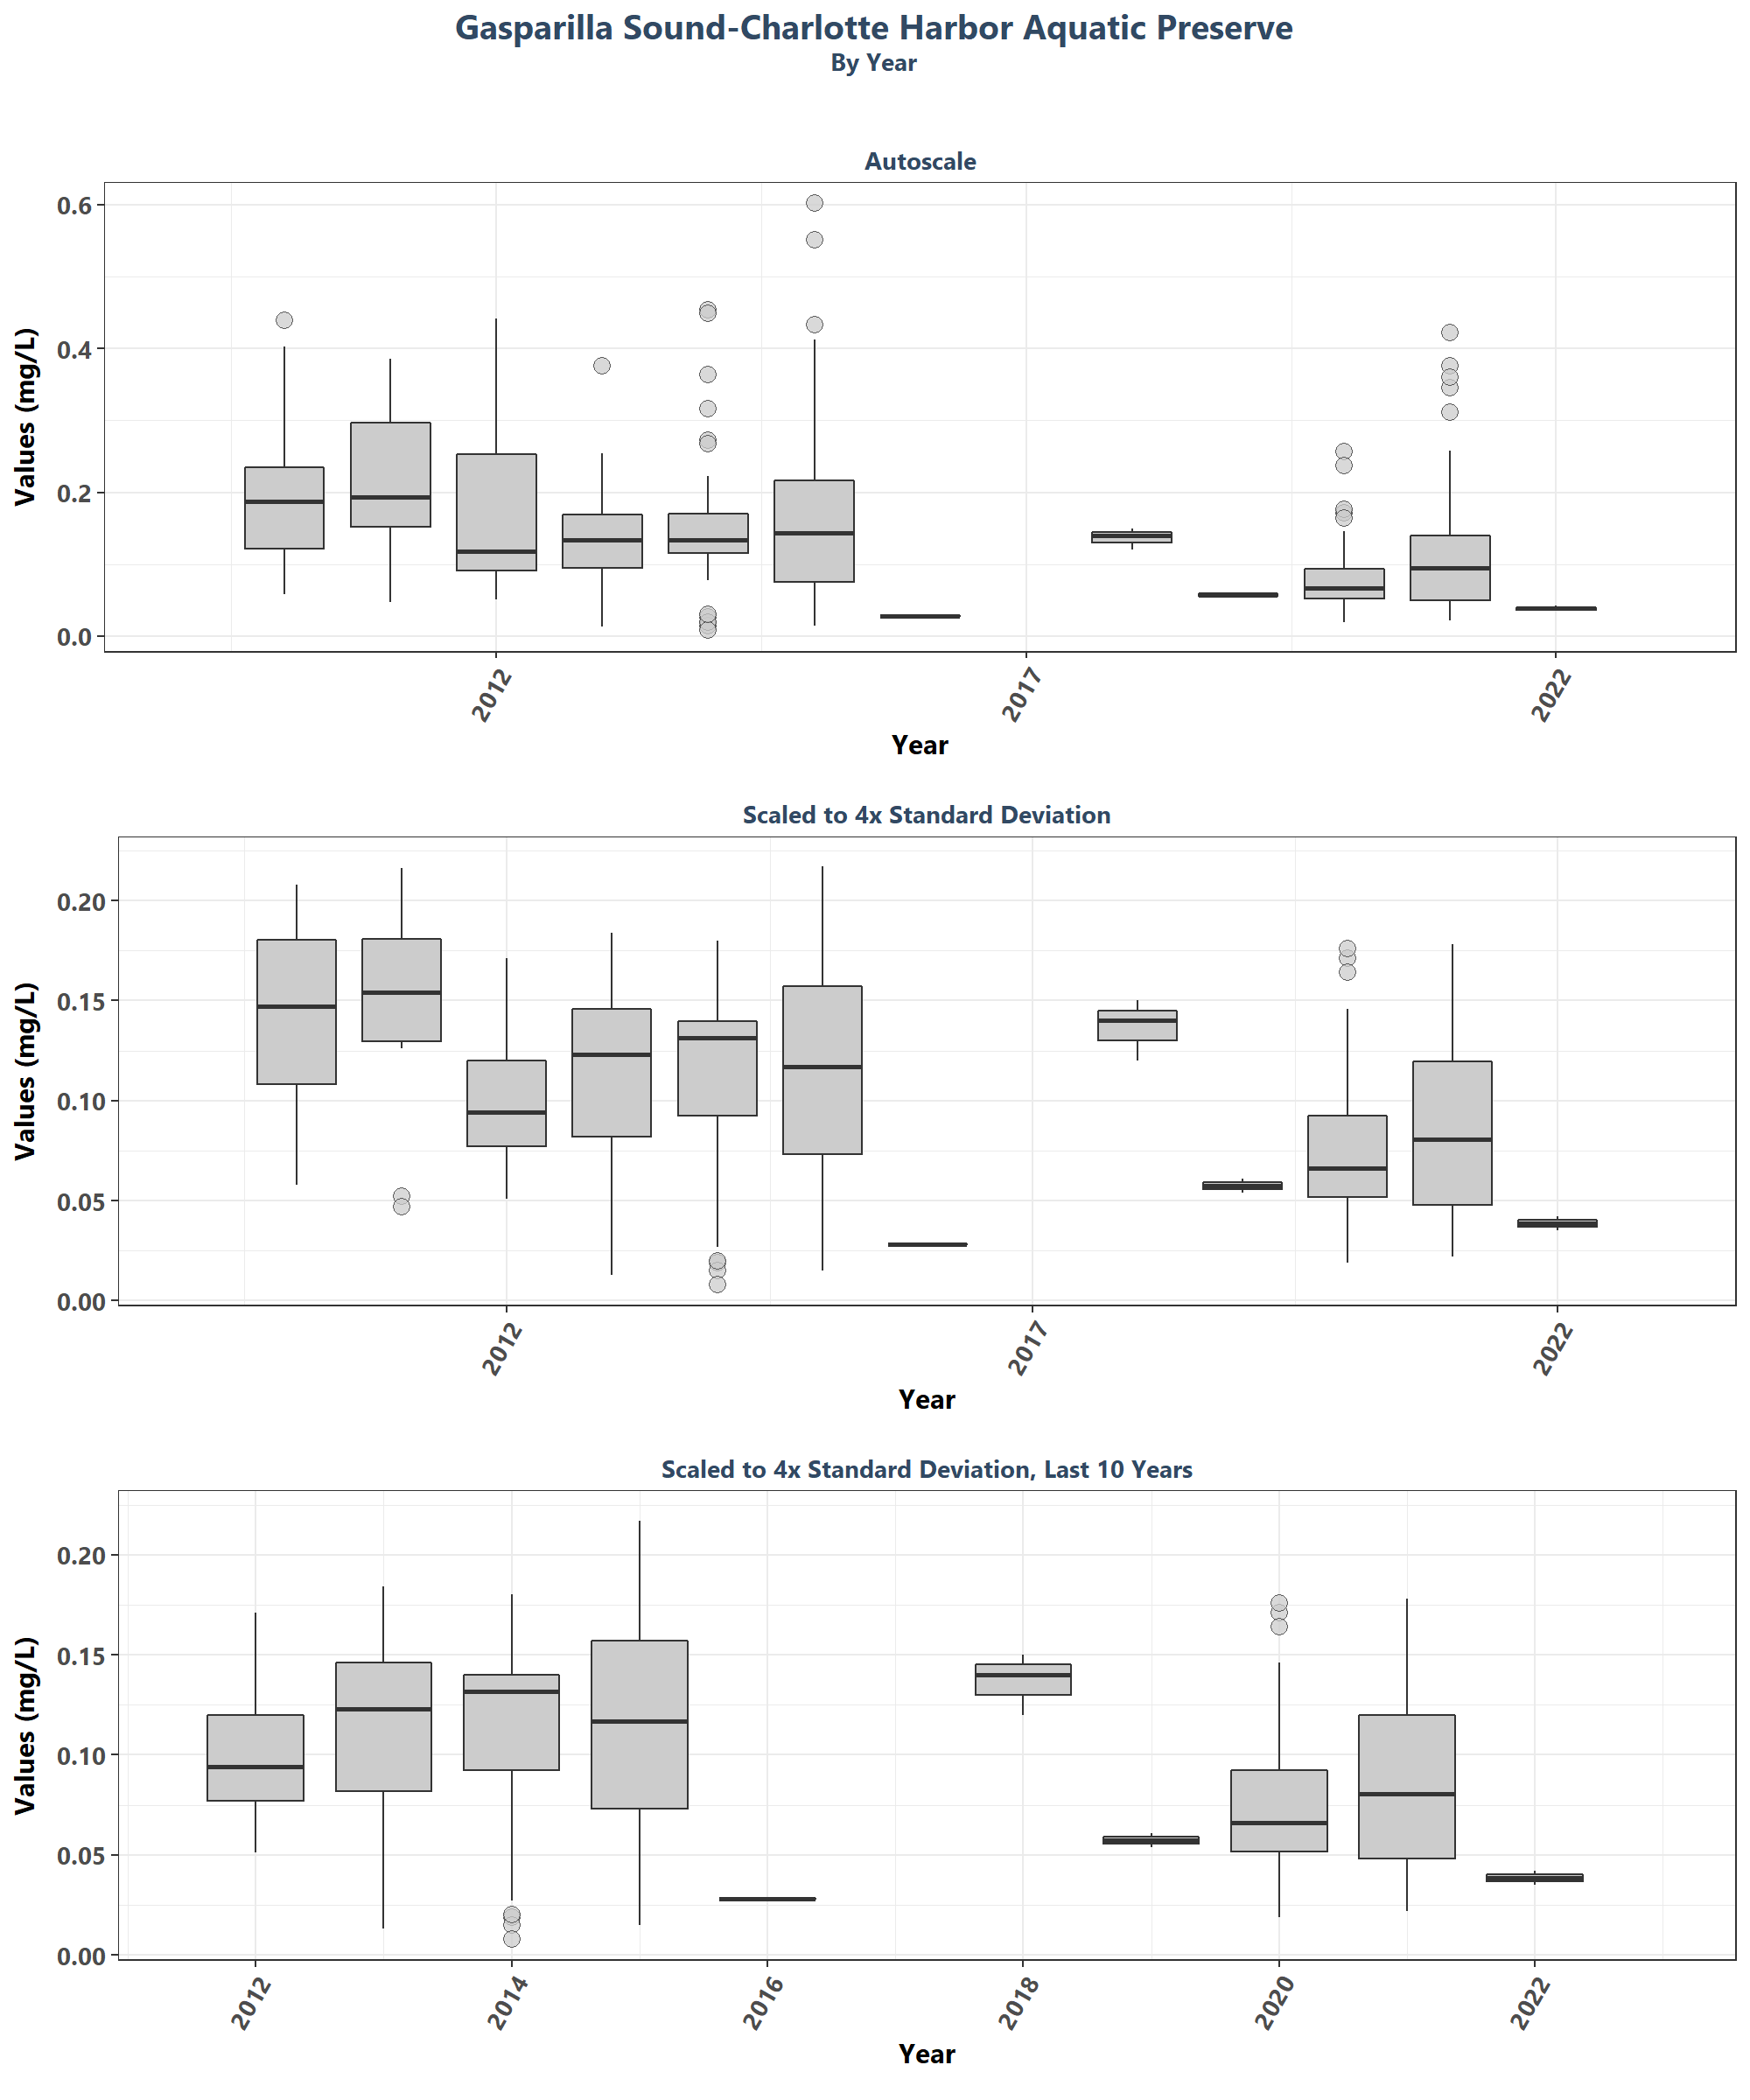 Gasparilla Sound-Charlotte Harbor Aquatic Preserve
By Year
Autoscale
Values (mg/L)
0.6
0.4
0.2
0.0
2012
2017
2022
Year
Scaled to 4x Standard Deviation
Values (mg/L)
0.20
0.15
0.10
0.05
0.00
2012
2017
2022
Year
Scaled to 4x Standard Deviation, Last 10 Years
Values (mg/L)
0.20
0.15
0.10
0.05
0.00
2012
2014
2016
2018
2020
2022
Year